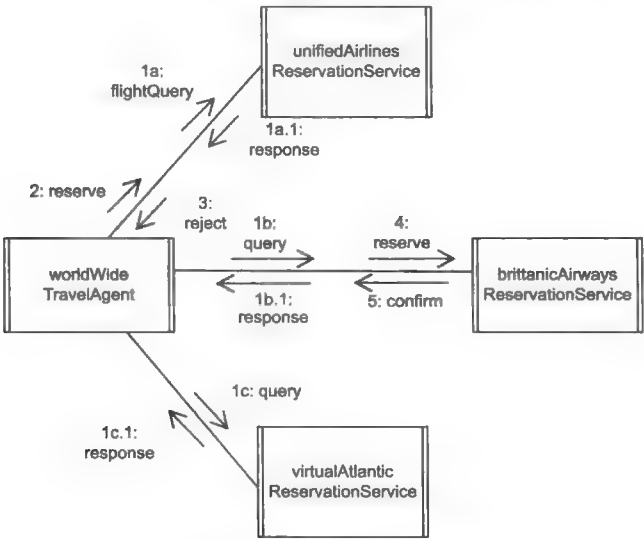 unifiedAirlines
ReservationService
1a:
flightQuery
1a.1:
response
2: reserve
3:
reject
1b:
query
4:
reserve
worldWide
TravelAgent
brittanicAirways
ReservationService
1b.1:
response
5: confirm
1c: query
1c.1:
response
virtualAtlantic
ReservationService